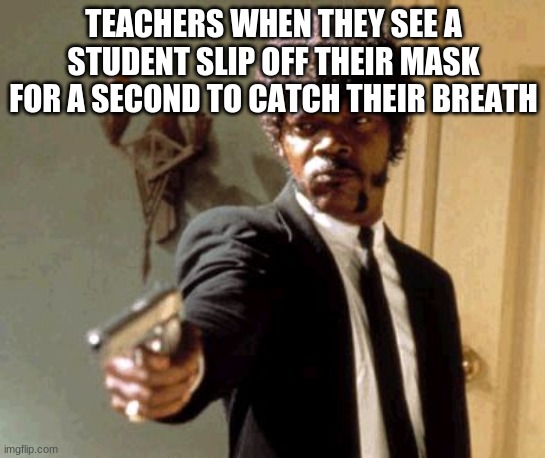 TEACHERS WHEN THEY SEE A
STUDENT SLIP OFF THEIR MASK
FOR A SECOND TO CATCH THEIR BREATH
imgflip.com